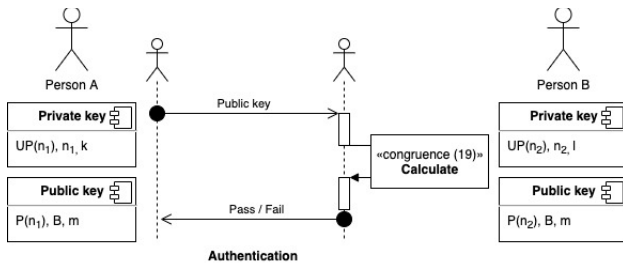 Person A
Private key
UP(n₁), n₁, k
Public key
P(n₁), B, m
Public key
«congruence (19)»
Calculate
Pass / Fail
Authentication
Person B
Private key
UP(n₂), n₂, l
Public key
P(n₂), B, m